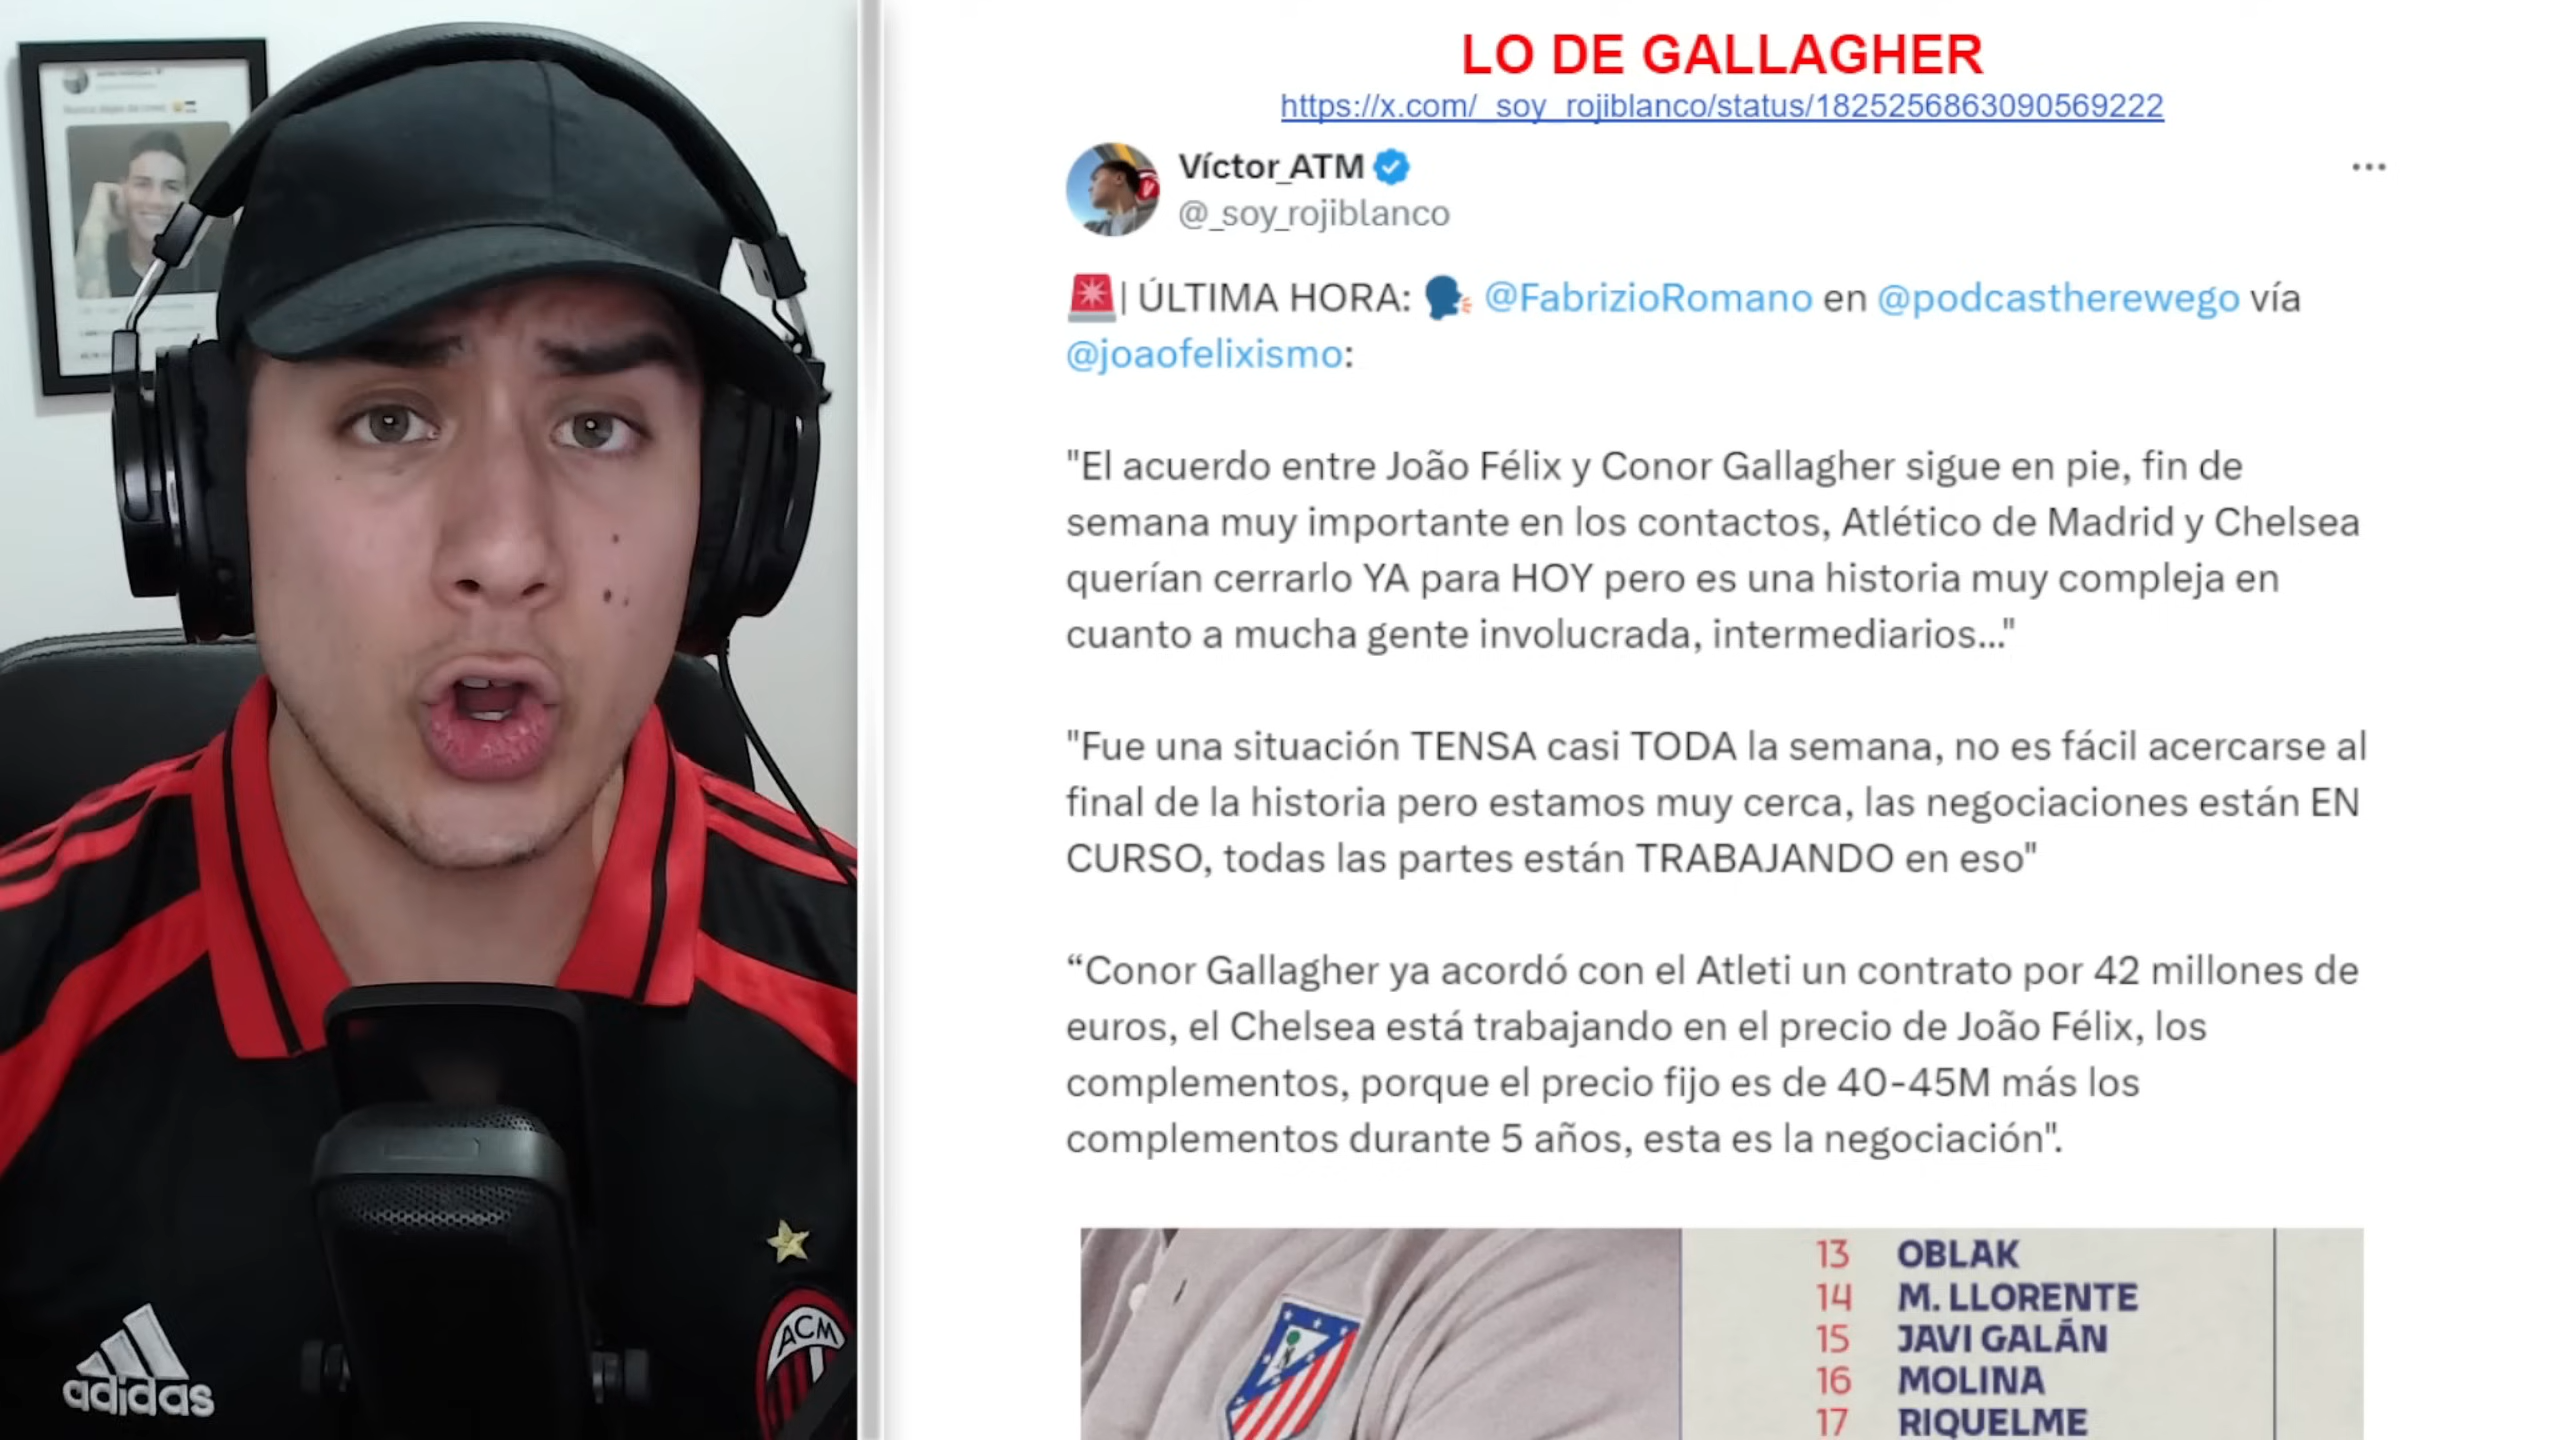 LO DE GALLAGHER
https://x.com/_soy_rojiblanco/status/1825256863090569222
Víctor_ATM
@_soy_rojiblanco
| ÚLTIMA HORA: @FabrizioRomano en @podcastherewego vía
@joaofelixismo:
"El acuerdo entre João Félix y Conor Gallagher sigue en pie, fin de
semana muy importante en los contactos, Atlético de Madrid y Chelsea
querían cerrarlo YA para HOY pero es una historia muy compleja en
cuanto a mucha gente involucrada, intermediarios..."
"Fue una situación TENSA casi TODA la semana, no es fácil acercarse al
final de la historia pero estamos muy cerca, las negociaciones están EN
CURSO, todas las partes están TRABAJANDO en eso"
“Conor Gallagher ya acordó con el Atleti un contrato por 42 millones de
euros, el Chelsea está trabajando en el precio de João Félix, los
complementos, porque el precio fijo es de 40-45M más los
complementos durante 5 años, esta es la negociación".
13 OBLAK
14 M. LLORENTE
15 JAVI GALÁN
16 MOLINA
17 RIQUELME
adidas
ACM